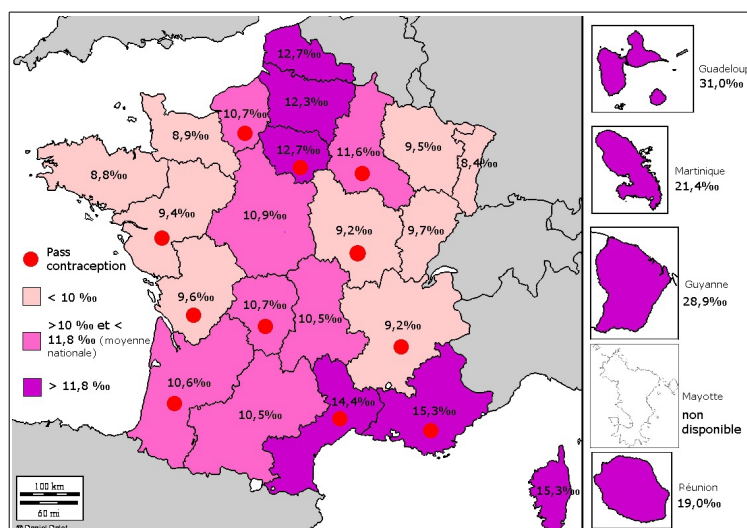 12,7‰
12,3‰
10,7‰
8,9‰
12,7‰
11,6‰
9,5‰
8,4‰
8,8‰
9,4‰
10,9‰
9,2‰
9,7‰
9,6‰
10,7‰
10,5‰
9,2‰
10,6‰
10,5‰
14,4‰
15,3‰
15,3‰
Pass
contraception
< 10 ‰
>10 ‰ et <
11,8 ‰ (moyenne
nationale)
> 11,8 ‰
100 km
60 mi
Guadeloup
31,0‰
Martinique
21,4‰
Guyanne
28,9‰
Mayotte
non
disponible
Réunion
19,0‰